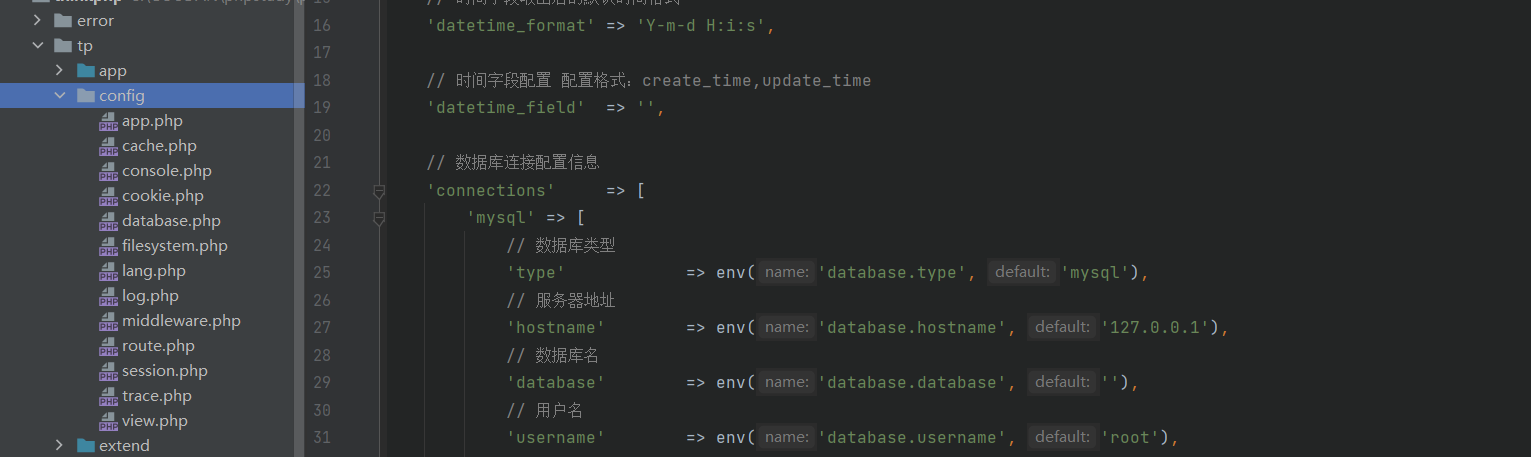 error
tp
app
config
app.php
cache.php
console.php
cookie.php
database.php
filesystem.php
lang.php
log.php
middleware.php
route.php
session.php
trace.php
view.php
extend
16 'datetime_format' => 'Y-m-d H:i:s',
17
18 // 时间字段配置 配置格式：create_time,update_time
19 'datetime_field' => '',
20
21 // 数据库连接配置信息
22 'connections' => [
23 'mysql' => [
24 // 数据库类型
25 'type' => env( name: 'database.type', default: 'mysql'),
26 // 服务器地址
27 'hostname' => env( name: 'database.hostname', default: '127.0.0.1'),
28 // 数据库名
29 'database' => env( name: 'database.database', default: ''),
30 // 用户名
31 'username' => env( name: 'database.username', default: 'root'),